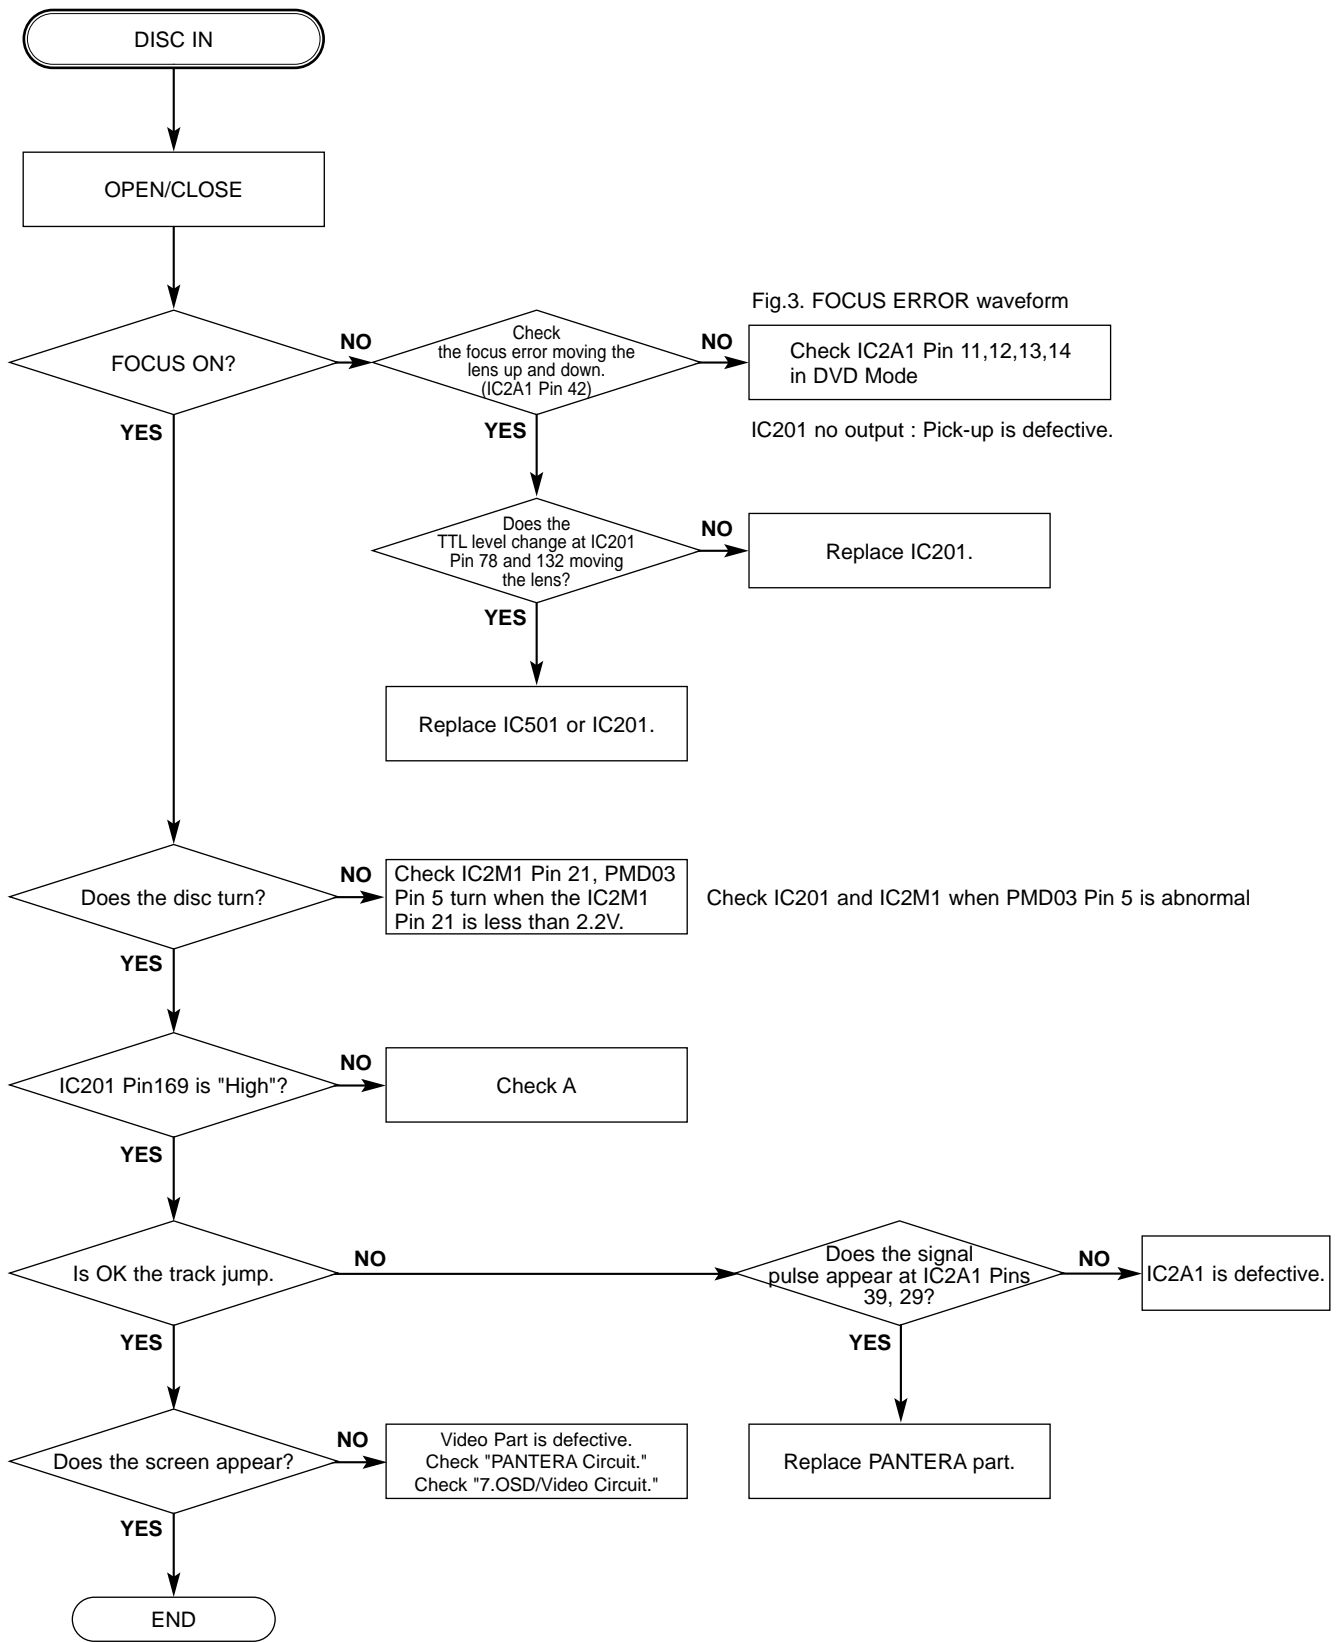 DISC IN
OPEN/CLOSE
FOCUS ON?
NO
YES
Check
the focus error moving the
lens up and down.
(IC2A1 Pin 42)
NO
YES
Fig.3. FOCUS ERROR waveform
Check IC2A1 Pin 11,12,13,14
in DVD Mode
IC201 no output : Pick-up is defective.
Does the
TTL level change at IC201
Pin 78 and 132 moving
the lens?
NO
YES
Replace IC201.
Replace IC501 or IC201.
Does the disc turn?
NO
YES
Check IC2M1 Pin 21, PMD03
Pin 5 turn when the IC2M1
Pin 21 is less than 2.2V.
Check IC201 and IC2M1 when PMD03 Pin 5 is abnormal
IC201 Pin169 is "High"?
NO
YES
Check A
Is OK the track jump.
NO
YES
Does the signal
pulse appear at IC2A1 Pins
39, 29?
NO
YES
IC2A1 is defective.
Replace PANTERA part.
Does the screen appear?
NO
YES
Video Part is defective.
Check "PANTERA Circuit."
Check "7.OSD/Video Circuit."
END